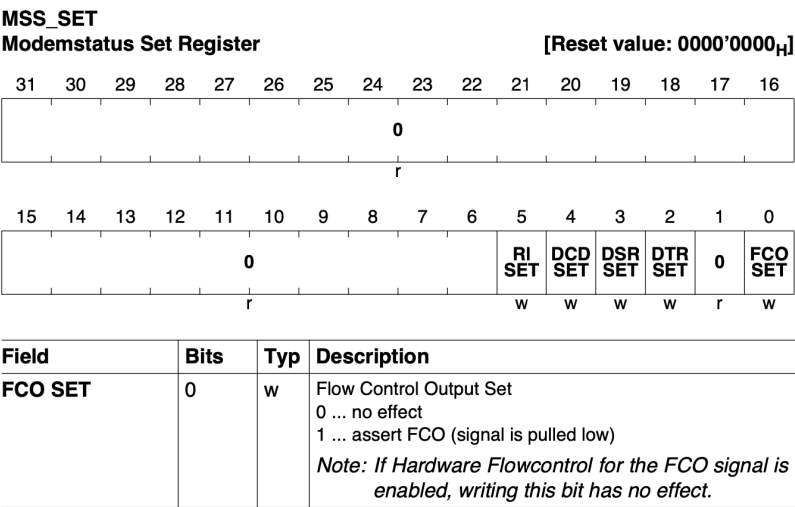 MSS_SET
Modemstatus Set Register [Reset value: 0000’0000H]
31 30 29 28 27 26 25 24 23 22 21 20 19 18 17 16
0
r
15 14 13 12 11 10 9 8 7 6 5 4 3 2 1 0
0 RI SET DCD SET DSR SET DTR SET 0 FCO SET
r w w w w r w
Field Bits Typ Description
FCO SET 0 w Flow Control Output Set
0 ... no effect
1 ... assert FCO (signal is pulled low)
Note: If Hardware Flowcontrol for the FCO signal is
enabled, writing this bit has no effect.